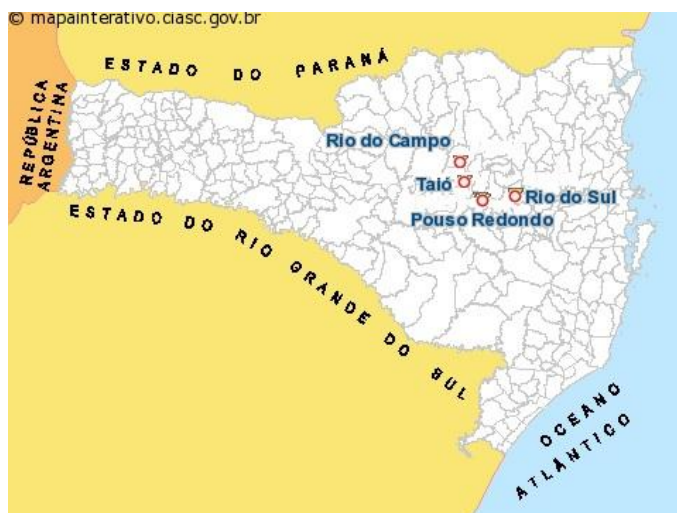 © mapainterativo.ciasc.gov.br
ESTADO DO PARANÁ
REPÚBLICA
ARGENTINA
Rio do Campo
Taió
Rio do Sul
Pouso Redondo
ESTADO DO RIO GRANDE DO SUL
OCEANO
ATLÂNTICO